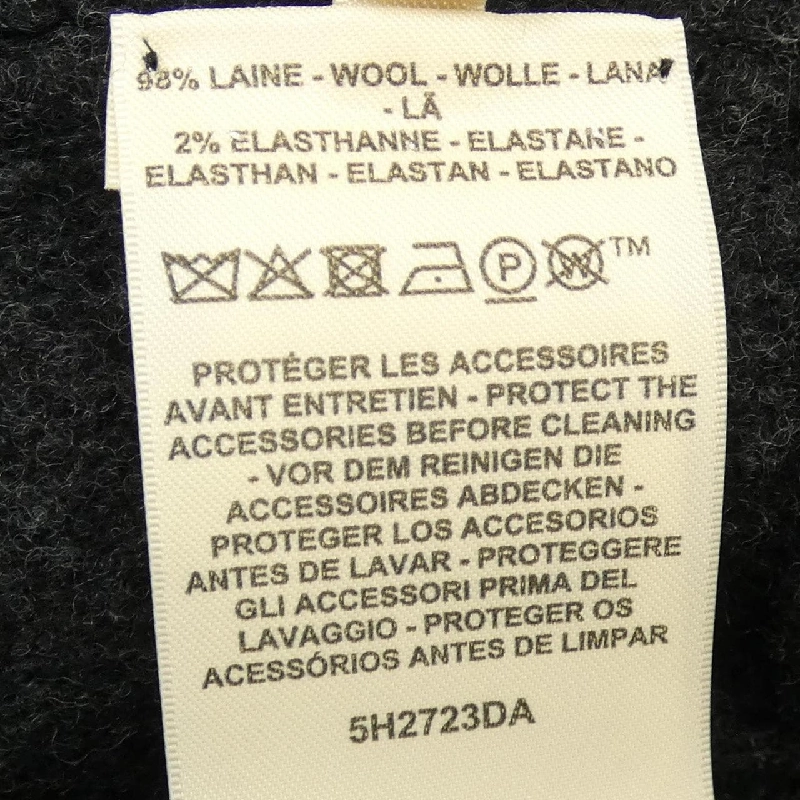 98% LAINE - WOOL - WOLLE - LANA
- LÃ
2% ELASTHANNE - ELASTANE -
ELASTHAN - ELASTAN - ELASTANO
P W TM
PROTÉGER LES ACCESSOIRES
AVANT ENTRETIEN - PROTECT THE
ACCESSORIES BEFORE CLEANING
- VOR DEM REINIGEN DIE
ACCESSOIRES ABDECKEN -
PROTEGER LOS ACCESORIOS
ANTES DE LAVAR - PROTEGGERE
GLI ACCESSORI PRIMA DEL
LAVAGGIO - PROTEGER OS
ACESSÓRIOS ANTES DE LIMPAR
5H2723DA